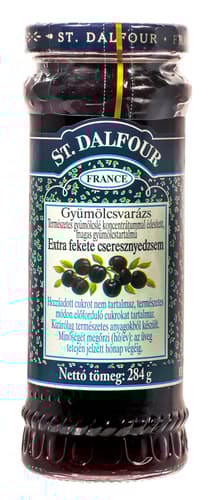 ST. DALFOUR
ST. DALFOUR
FRANCE
Gyümölcsvarázs
Természetes gyümölcslé koncentrátummal édesített,
magas gyümölcstartalmú
Extra fekete cseresznyedzsem
Hozzáadott cukrot nem tartalmaz, természetes
módon előforduló cukrokat tartalmaz.
Kizárólag természetes anyagokból készült.
Minőségét megőrzi (hó/év): az üveg
tetején jelzett hónap végéig.
Nettó tömeg: 284 g